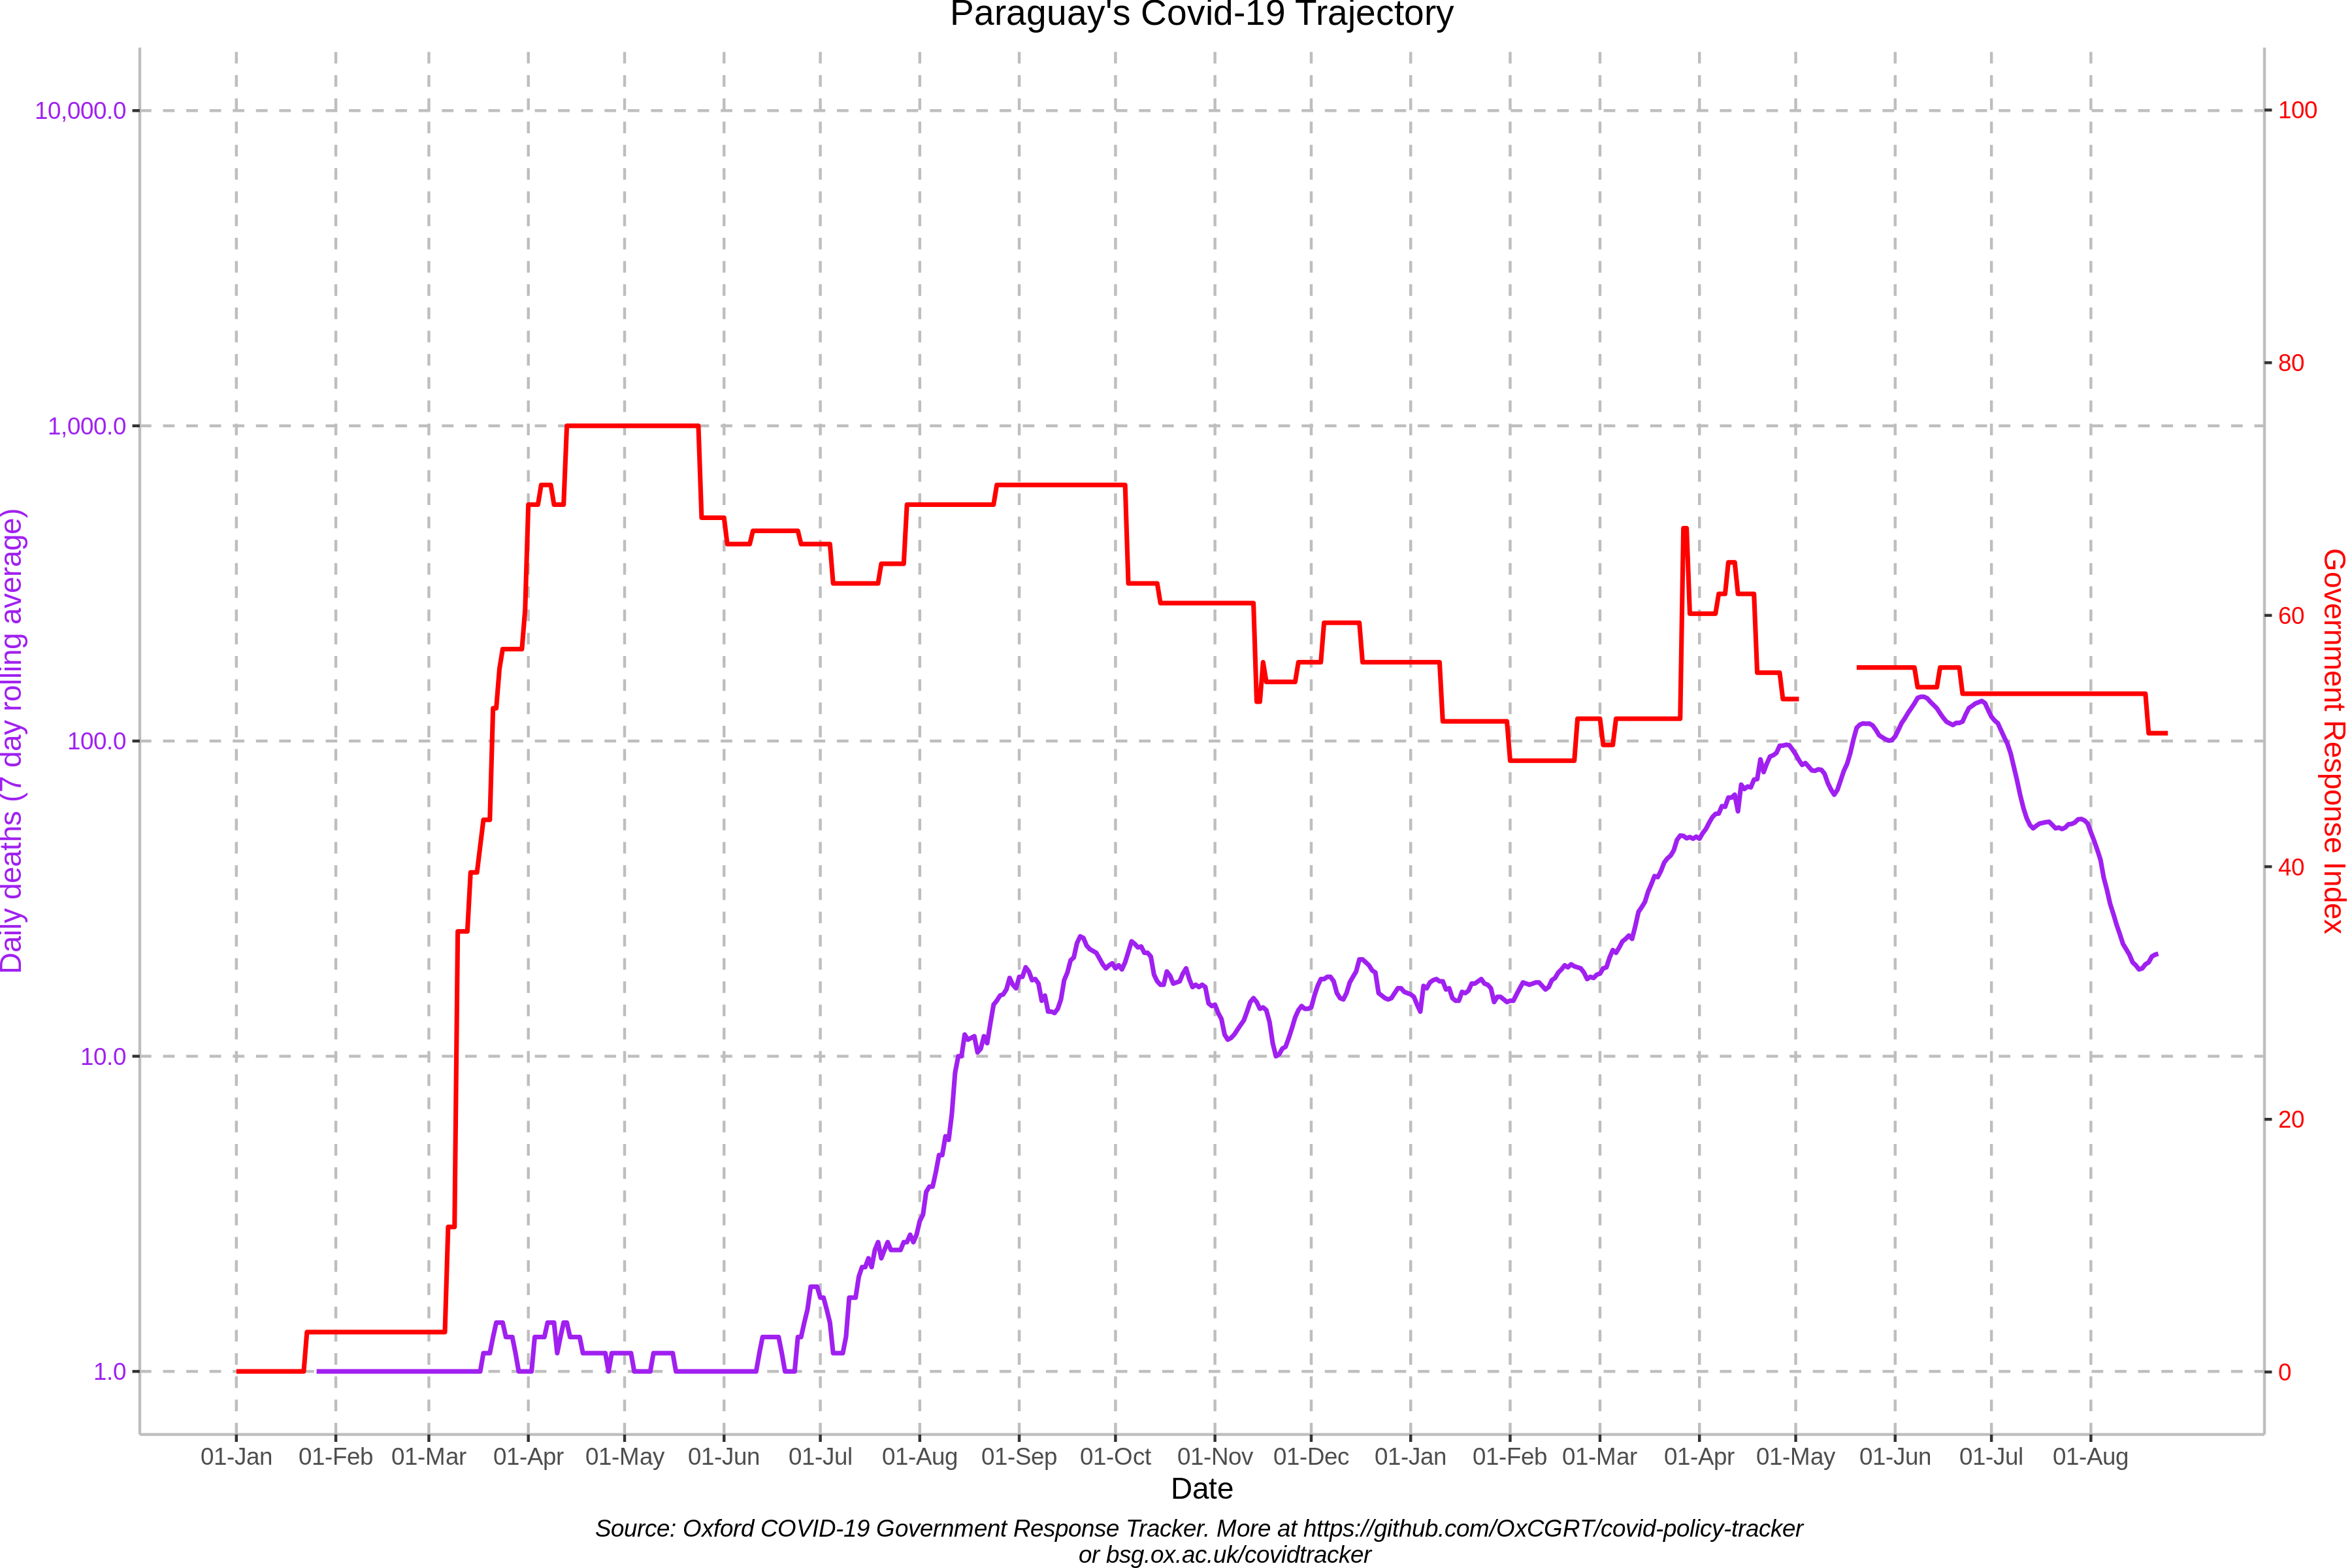 Paraguay's Covid-19 Trajectory
10,000.0
1,000.0
100.0
10.0
1.0
Daily deaths (7 day rolling average)
100
80
60
40
20
0
Government Response Index
01-Jan 01-Feb 01-Mar 01-Apr 01-May 01-Jun 01-Jul 01-Aug 01-Sep 01-Oct 01-Nov 01-Dec 01-Jan 01-Feb 01-Mar 01-Apr 01-May 01-Jun 01-Jul 01-Aug
Date
Source: Oxford COVID-19 Government Response Tracker. More at https://github.com/OxCGRT/covid-policy-tracker
or bsg.ox.ac.uk/covidtracker